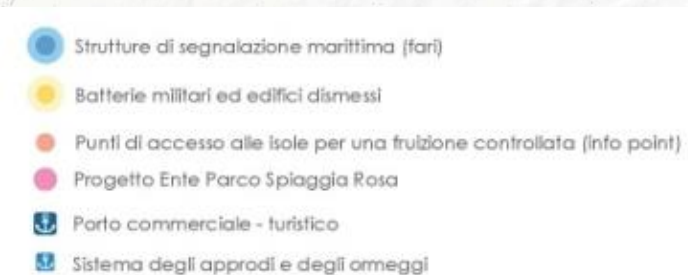 Strutture di segnalazione marittima (fari)
Batterie militari ed edifici dismessi
Punti di accesso alle isole per una fruizione controllata (info point)
Progetto Ente Parco Spiaggia Rosa
Porto commerciale - turistico
Sistema degli approdi e degli ormeggi